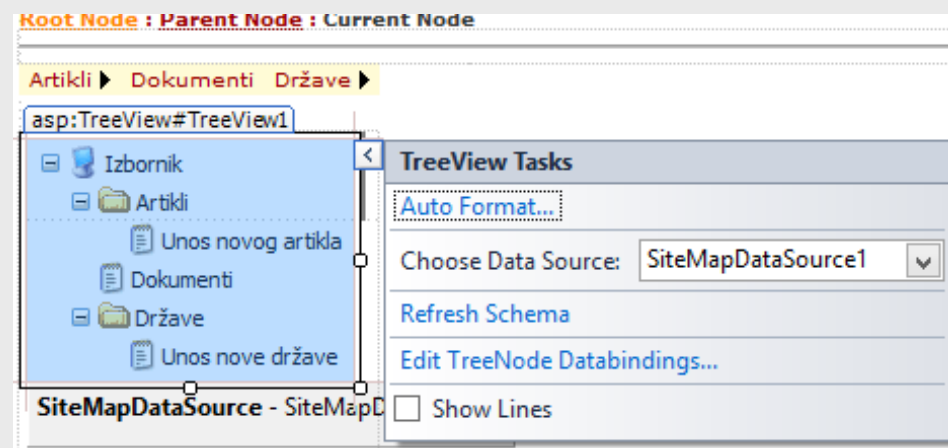 Root Node : Parent Node : Current Node
Artikli Dokumenti Države
asp:TreeView#TreeView1
Izbornik
Artikli
Unos novog artikla
Dokumenti
Države
Unos nove države
TreeView Tasks
Auto Format...
Choose Data Source: SiteMapDataSource1
Refresh Schema
Edit TreeNode Databindings...
Show Lines
SiteMapDataSource - SiteMapD